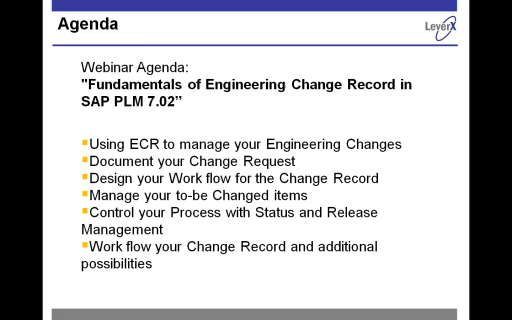 Agenda
LeverX
Webinar Agenda:
"Fundamentals of Engineering Change Record in
SAP PLM 7.02”
Using ECR to manage your Engineering Changes
Document your Change Request
Design your Work flow for the Change Record
Manage your to-be Changed items
Control your Process with Status and Release
Management
Work flow your Change Record and additional
possibilities